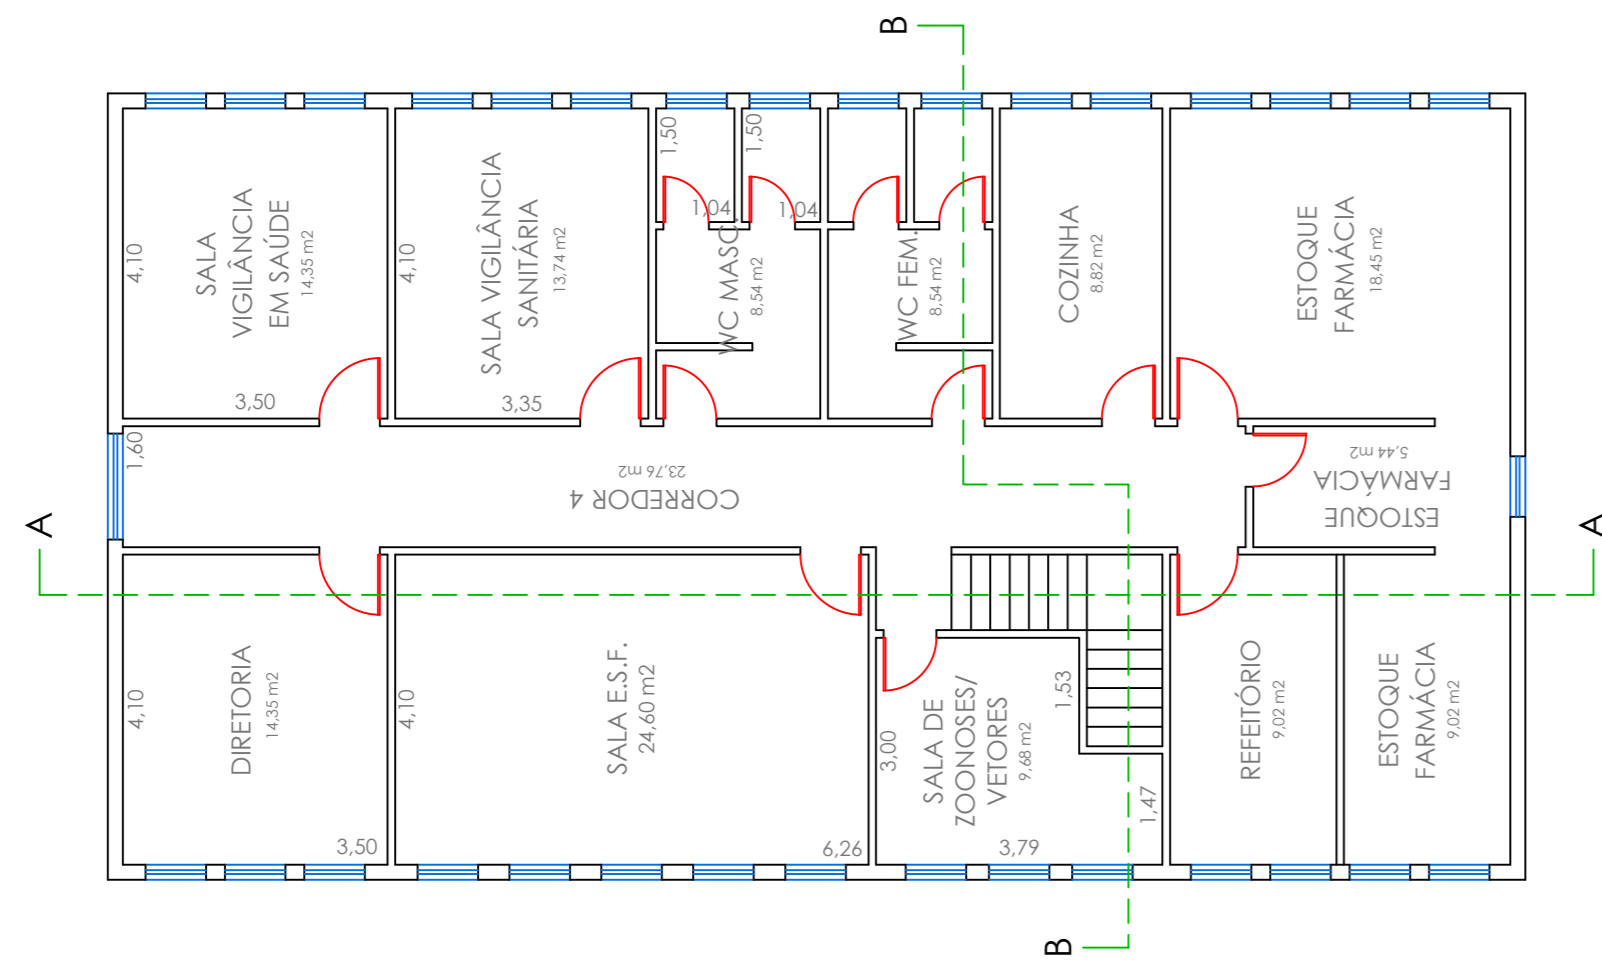 B
A
A
B
4,10
SALA
VIGILÂNCIA
EM SAÚDE
14,35 m2
3,50
4,10
SALA VIGILÂNCIA
SANITÁRIA
13,74 m2
3,35
1,50
1,04
1,50
1,04
WC MASC.
8,54 m2
WC FEM.
8,54 m2
COZINHA
8,82 m2
ESTOQUE
FARMÁCIA
18,45 m2
1,60
CORREDOR 4
23,76 m2
ESTOQUE
FARMÁCIA
5,44 m2
4,10
DIRETORIA
14,35 m2
3,50
4,10
SALA E.S.F.
24,60 m2
6,26
3,00
SALA DE
ZOONOSES/
VETORES
9,68 m2
1,53
1,47
3,79
REFEITÓRIO
9,02 m2
ESTOQUE
FARMÁCIA
9,02 m2